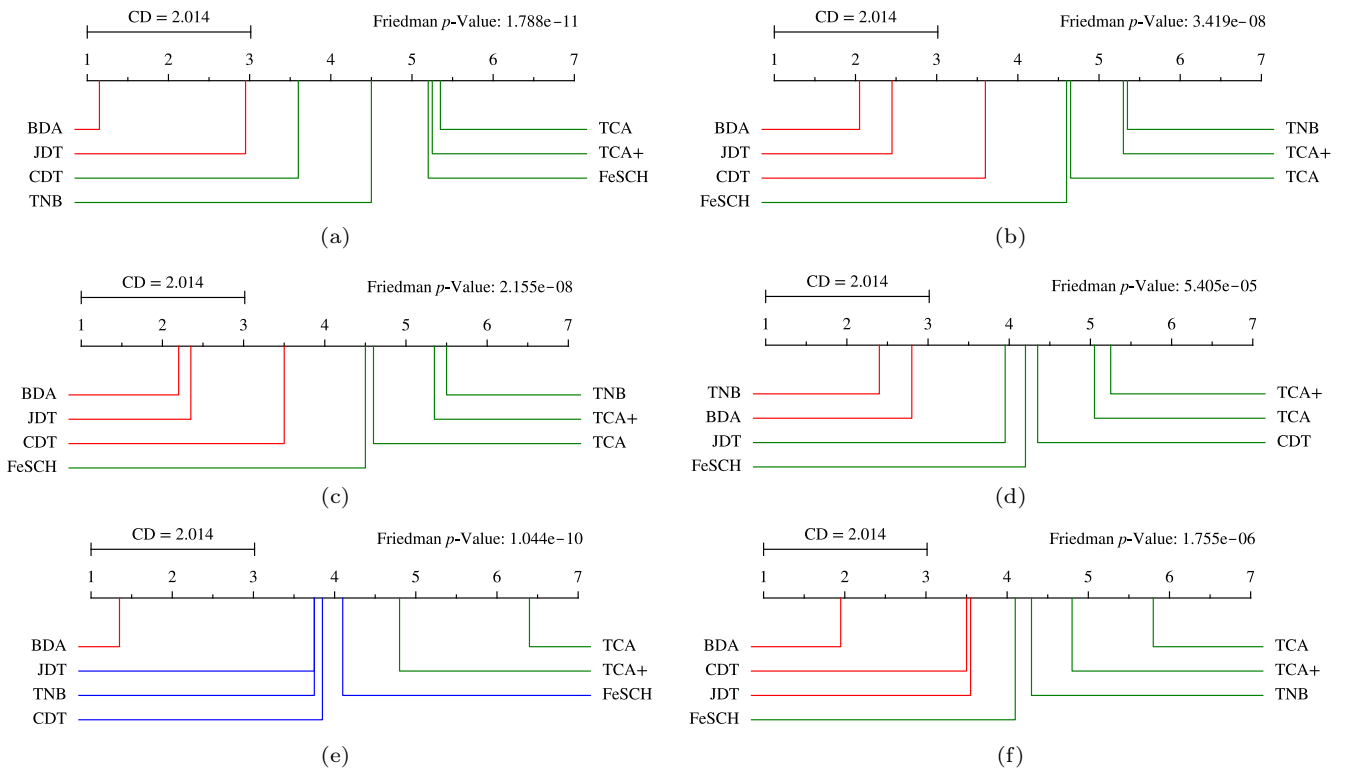 CD = 2.014 Friedman p-Value: 1.788e−11
1 2 3 4 5 6 7
BDA TCA
JDT TCA+
CDT FeSCH
TNB
(a)
CD = 2.014 Friedman p-Value: 3.419e−08
1 2 3 4 5 6 7
BDA TNB
JDT TCA+
CDT TCA
FeSCH
(b)
CD = 2.014 Friedman p-Value: 2.155e−08
1 2 3 4 5 6 7
BDA TNB
JDT TCA+
CDT TCA
FeSCH
(c)
CD = 2.014 Friedman p-Value: 5.405e−05
1 2 3 4 5 6 7
TNB TCA+
BDA TCA
JDT CDT
FeSCH
(d)
CD = 2.014 Friedman p-Value: 1.044e−10
1 2 3 4 5 6 7
BDA TCA
JDT TCA+
TNB FeSCH
CDT
(e)
CD = 2.014 Friedman p-Value: 1.755e−06
1 2 3 4 5 6 7
BDA TCA
CDT TCA+
JDT TNB
FeSCH
(f)